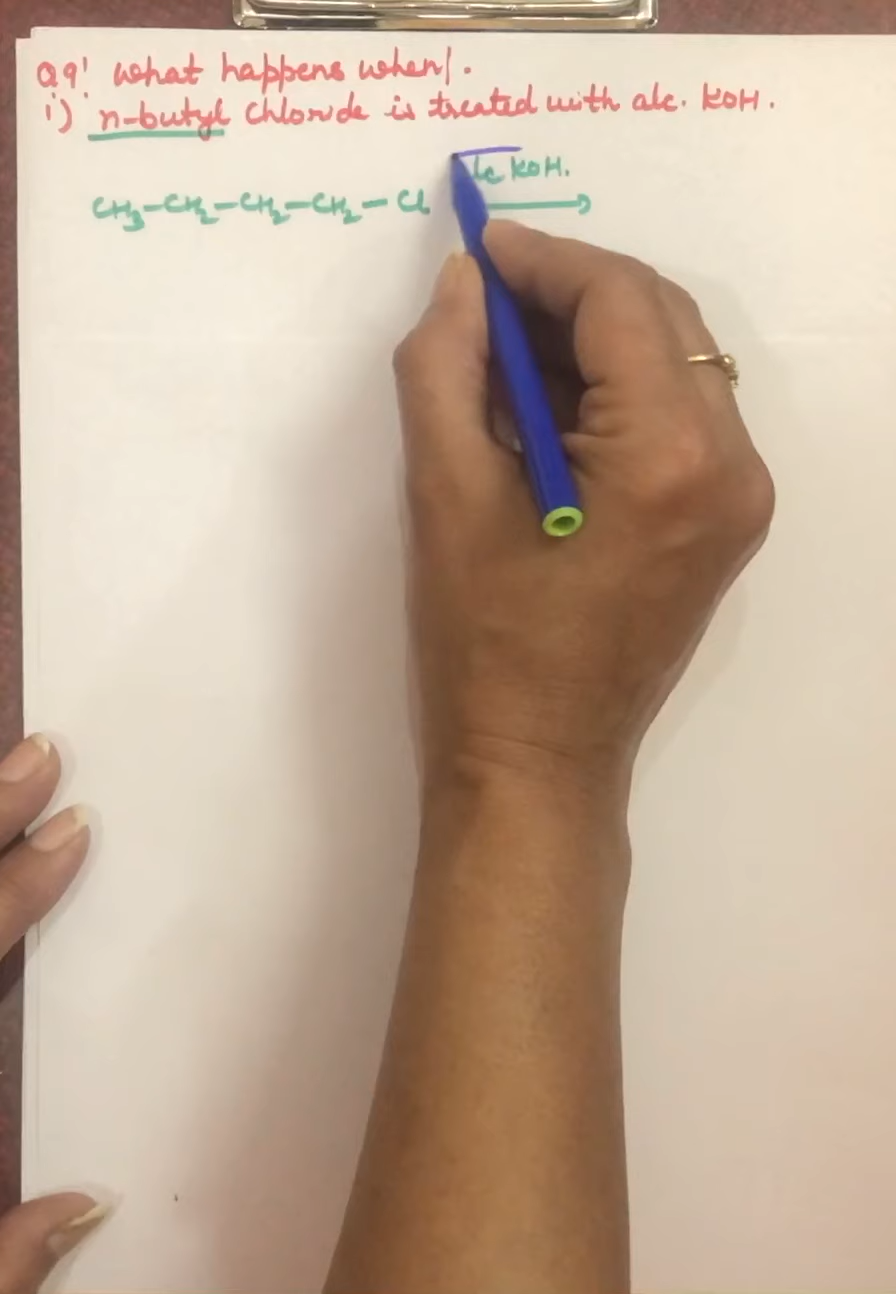 Q9! What happens when/.
i) n-butyl chloride is treated with alc. KOH.
lc KOH.
CH3-CH2-CH2-CH2-Cl